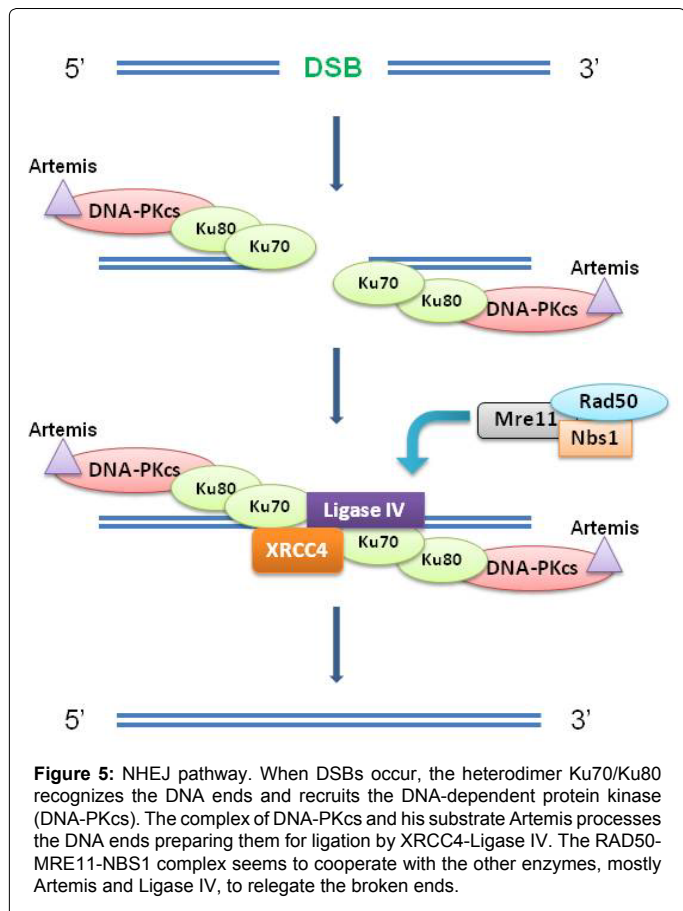 5’ DSB 3’
Artemis
DNA-PKcs
Ku80
Ku70
Artemis
Ku70
Ku80
DNA-PKcs
Rad50
Mre11
Nbs1
Artemis
DNA-PKcs
Ku80
Ku70
Ligase IV
XRCC4
Ku70
Ku80
DNA-PKcs
Artemis
5’ 3’
Figure 5: NHEJ pathway. When DSBs occur, the heterodimer Ku70/Ku80
recognizes the DNA ends and recruits the DNA-dependent protein kinase
(DNA-PKcs). The complex of DNA-PKcs and his substrate Artemis processes
the DNA ends preparing them for ligation by XRCC4-Ligase IV. The RAD50-
MRE11-NBS1 complex seems to cooperate with the other enzymes, mostly
Artemis and Ligase IV, to relegate the broken ends.